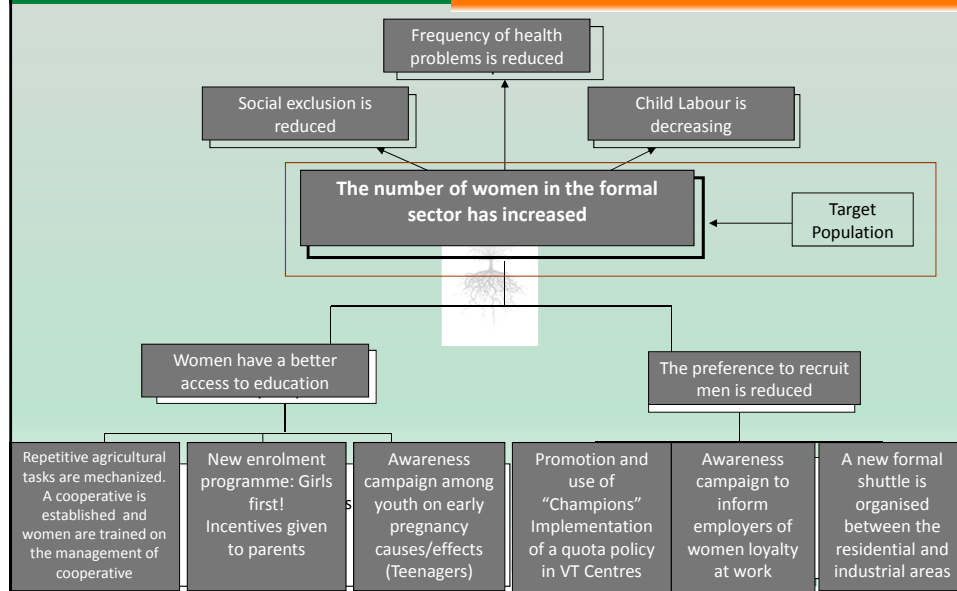 Frequency of health
problems is reduced
Social exclusion is
reduced
Child Labour is
decreasing
The number of women in the formal
sector has increased
Target
Population
Women have a better
access to education
The preference to recruit
men is reduced
Repetitive agricultural
tasks are mechanized.
A cooperative is
established and
women are trained on
the management of
cooperative
New enrolment
programme: Girls
first!
Incentives given
to parents
s
Awareness
campaign among
youth on early
pregnancy
causes/effects
(Teenagers)
Promotion and
use of
“Champions”
Implementation
of a quota policy
in VT Centres
Awareness
campaign to
inform
employers of
women loyalty
at work
A new formal
shuttle is
organised
between the
residential and
industrial areas